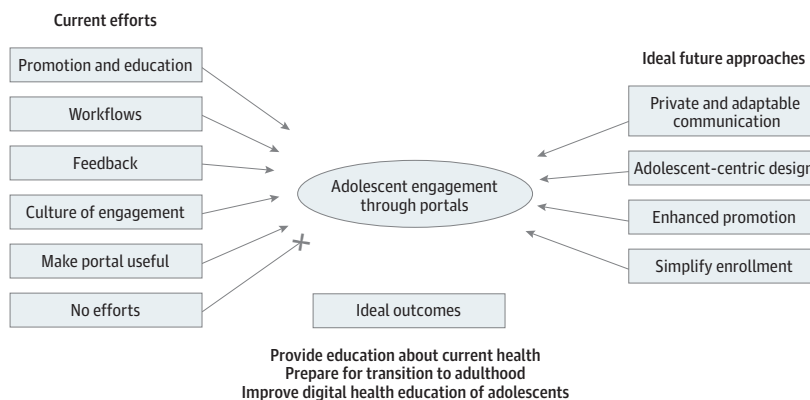 Current efforts
Promotion and education
Workflows
Feedback
Culture of engagement
Make portal useful
No efforts
Adolescent engagement
through portals
Ideal outcomes
Provide education about current health
Prepare for transition to adulthood
Improve digital health education of adolescents
Ideal future approaches
Private and adaptable
communication
Adolescent-centric design
Enhanced promotion
Simplify enrollment